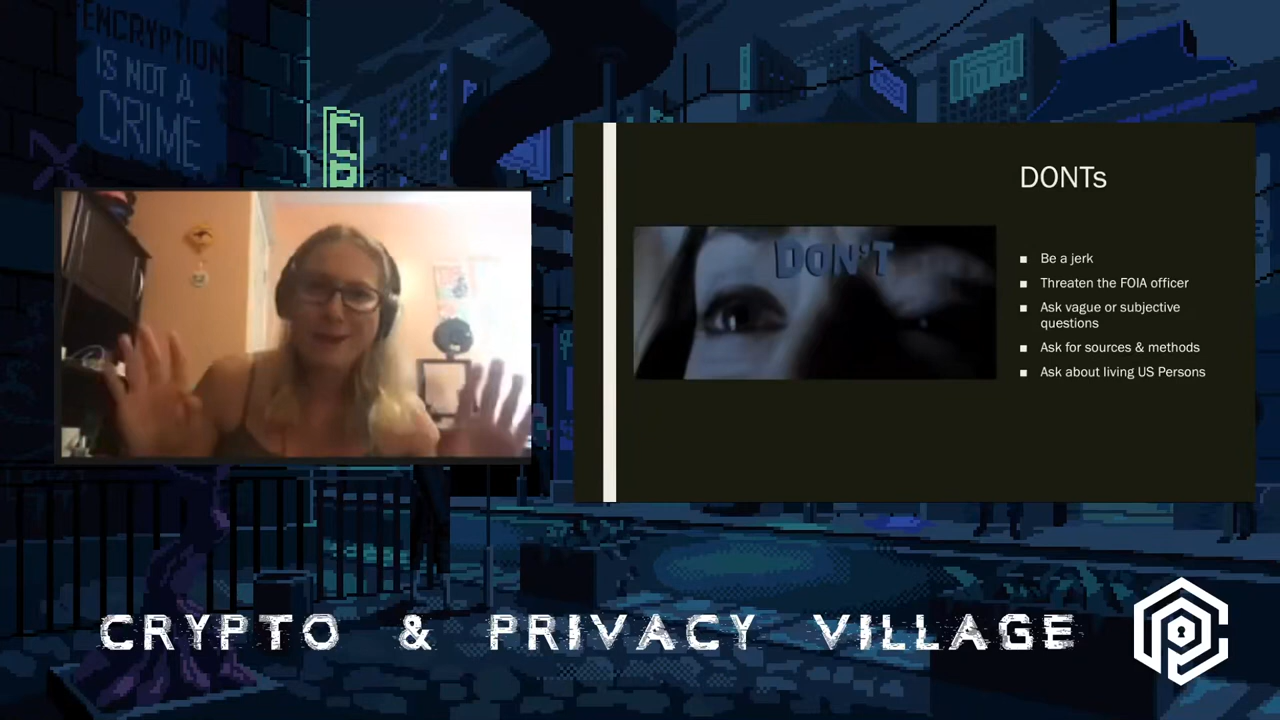 ENCRYPTION
IS NOT A
CRIME
DONTs
DON'T
■ Be a jerk
■ Threaten the FOIA officer
■ Ask vague or subjective
questions
■ Ask for sources & methods
■ Ask about living US Persons
CRYPTO & PRIVACY VILLAGE